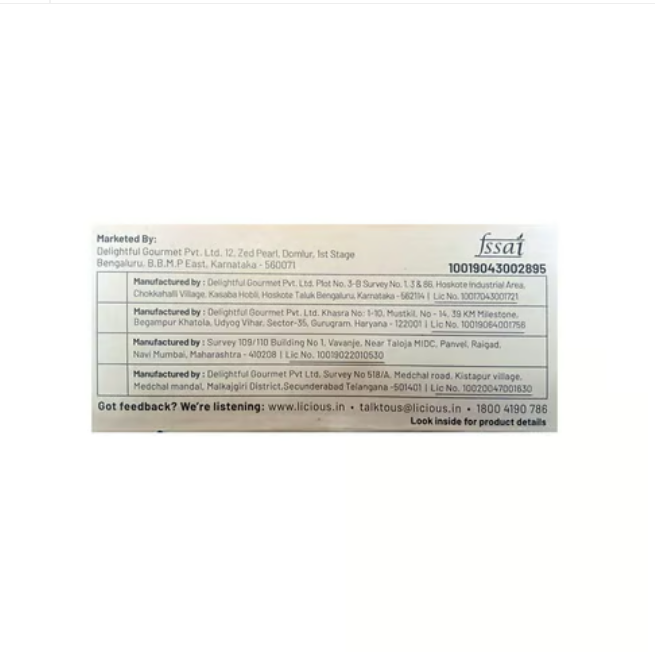 Marketed By:
Delightful Gourmet Pvt. Ltd. 12, Zed Pearl, Domlur, 1st Stage
Bengaluru, B.B.M.P East, Karnataka - 560071
fssai
10019043002895
Manufactured by : Delightful Gourmet Pvt. Ltd. Plot No. 3-B Survey No. 1, 3 & 86, Hoskote Industrial Area,
Chokkahalli Village, Kasaba Hobli, Hoskote Taluk Bengaluru, Karnataka -562114 | Lic No. 10017043001721
Manufactured by : Delightful Gourmet Pvt. Ltd. Khasra No: 1-10, Mustkil, No - 14, 39 KM Milestone,
Begampur Khatola, Udyog Vihar, Sector-35, Gurugram, Haryana - 122001 | Lic No. 10019064001756
Manufactured by : Survey 109/110 Building No 1, Vavanje, Near Taloja MIDC, Panvel, Raigad,
Navi Mumbai, Maharashtra - 410208 | Lic No. 10019022010530
Manufactured by : Delightful Gourmet Pvt Ltd, Survey No 518/A, Medchal road, Kistapur village,
Medchal mandal, Malkajgiri District,Secunderabad Telangana -501401 | Lic No. 10020047001630
Got feedback? We're listening: www.licious.in • talktous@licious.in • 1800 4190 786
Look inside for product details